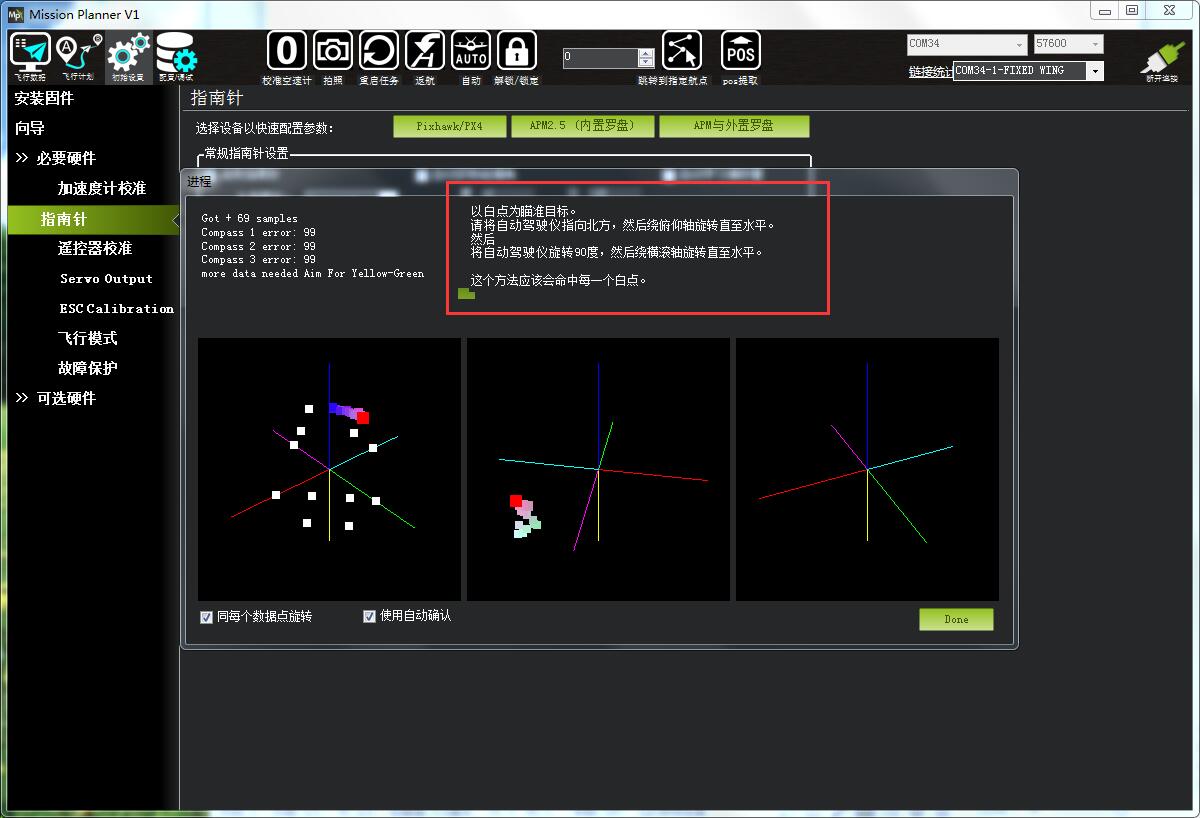 Mission Planner V1
飞行数据
飞行计划
初始设置
配置/调试
0
校准空速计
拍照
重启任务
返航
AUTO
自动
解锁/锁定
0
跳转到指定航点
POS
pos提取
COM34
57600
链接统计
COM34-1-FIXED WING
断开连接
安装固件
向导
>> 必要硬件
加速度计校准
指南针
遥控器校准
Servo Output
ESC Calibration
飞行模式
故障保护
>> 可选硬件
指南针
选择设备以快速配置参数:
Pixhawk/PX4
APM2.5 (内置罗盘)
APM与外置罗盘
常规指南针设置
进程
Got + 69 samples
Compass 1 error: 99
Compass 2 error: 99
Compass 3 error: 99
more data needed Aim For Yellow-Green
以白点为瞄准目标。
请将自动驾驶仪指向北方，然后绕俯仰轴旋转直至水平。
然后
将自动驾驶仪旋转90度，然后绕横滚轴旋转直至水平。
这个方法应该会命中每一个白点。
同每个数据点旋转
使用自动确认
Done